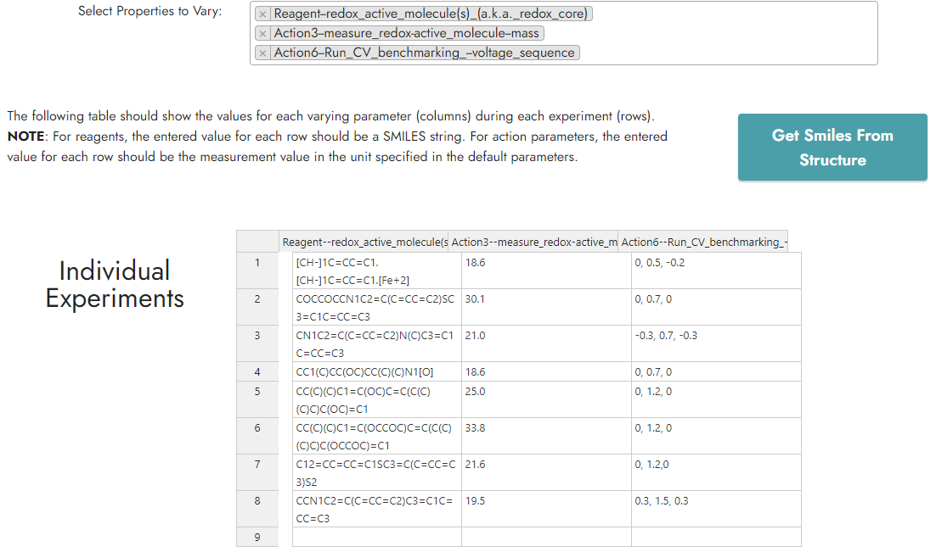 Select Properties to Vary:
× Reagent–redox_active_molecule(s)_(a.k.a._redox_core)
× Action3–measure_redox-active_molecule–mass
× Action6–Run_CV_benchmarking_–voltage_sequence
The following table should show the values for each varying parameter (columns) during each experiment (rows).
NOTE: For reagents, the entered value for each row should be a SMILES string. For action parameters, the entered
value for each row should be the measurement value in the unit specified in the default parameters.
Get Smiles From
Structure
Individual
Experiments
Reagent--redox_active_molecule(s Action3--measure_redox-active_m Action6--Run_CV_benchmarking_-
1 [CH-]1C=CC=C1. 18.6 0, 0.5, -0.2
[CH-]1C=CC=C1.[Fe+2]
2 COCCOCCN1C2=C(C=CC=C2)SC 30.1 0, 0.7, 0
3=C1C=CC=C3
3 CN1C2=C(C=CC=C2)N(C)C3=C1 21.0 -0.3, 0.7, -0.3
C=CC=C3
4 CC1(C)CC(OC)CC(C)(C)N1[O] 18.6 0, 0.7, 0
5 CC(C)(C)C1=C(OC)C=C(C(C) 25.0 0, 1.2, 0
(C)C)C(OC)=C1
6 CC(C)(C)C1=C(OCCOC)C=C(C(C) 33.8 0, 1.2, 0
(C)C)C(OCCOC)=C1
7 C12=CC=CC=C1SC3=C(C=CC=C 21.6 0, 1.2,0
3)S2
8 CCN1C2=C(C=CC=C2)C3=C1C= 19.5 0.3, 1.5, 0.3
CC=C3
9